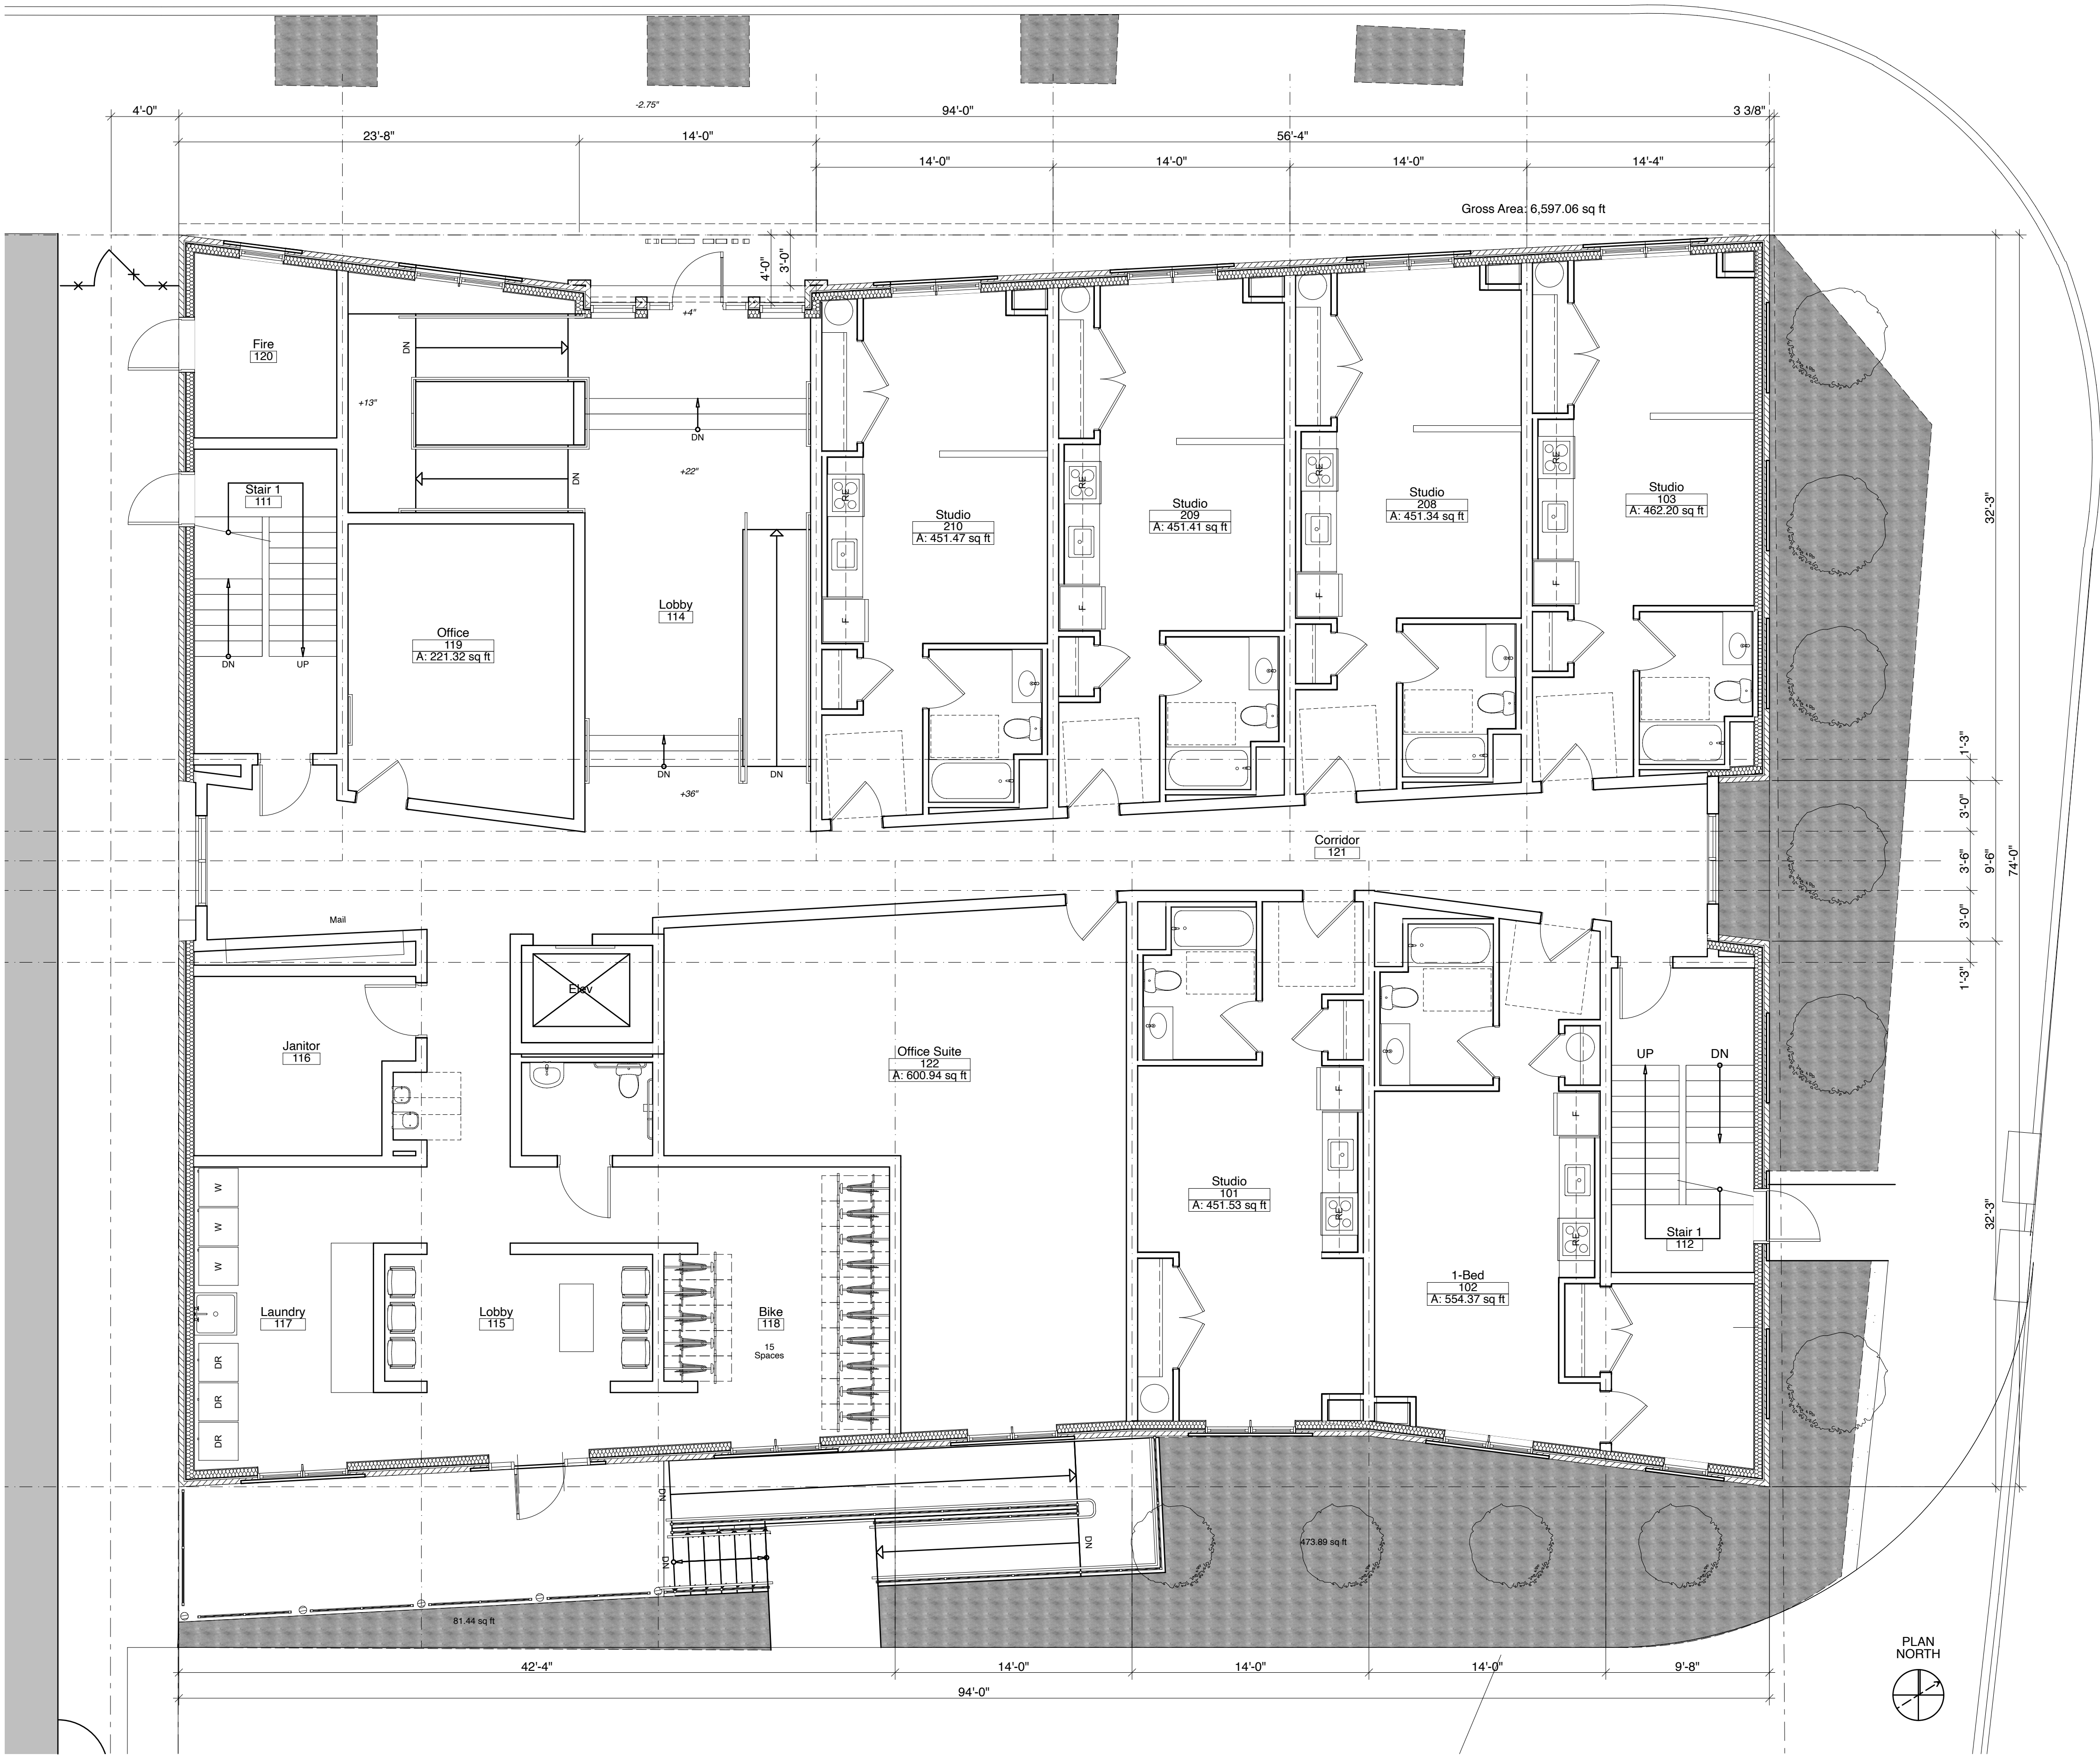 4'-0"
-2.75"
94'-0"
3 3/8"
23'-8"
14'-0"
56'-4"
14'-0"
14'-0"
14'-0"
14'-4"
Gross Area: 6,597.06 sq ft
4'-0"
3'-0"
+4"
Fire
120
DN
+13"
DN
+22"
DN
Stair 1
111
DN
UP
Office
119
A: 221.32 sq ft
Lobby
114
DN
DN
+36"
RE
F
Studio
210
A: 451.47 sq ft
RE
F
Studio
209
A: 451.41 sq ft
RE
F
Studio
208
A: 451.34 sq ft
RE
F
Studio
103
A: 462.20 sq ft
32'-3"
1'-3"
3'-0"
3'-6"
9'-6"
74'-0"
3'-0"
1'-3"
32'-3"
Corridor
121
Mail
Elev
Janitor
116
Office Suite
122
A: 600.94 sq ft
F
RE
Studio
101
A: 451.53 sq ft
F
RE
1-Bed
102
A: 554.37 sq ft
UP
DN
Stair 1
112
W
W
W
DR
DR
DR
Laundry
117
Lobby
115
Bike
118
15
Spaces
DN
DN
DN
473.89 sq ft
81.44 sq ft
42'-4"
14'-0"
14'-0"
14'-0"
9'-8"
94'-0"
PLAN
NORTH